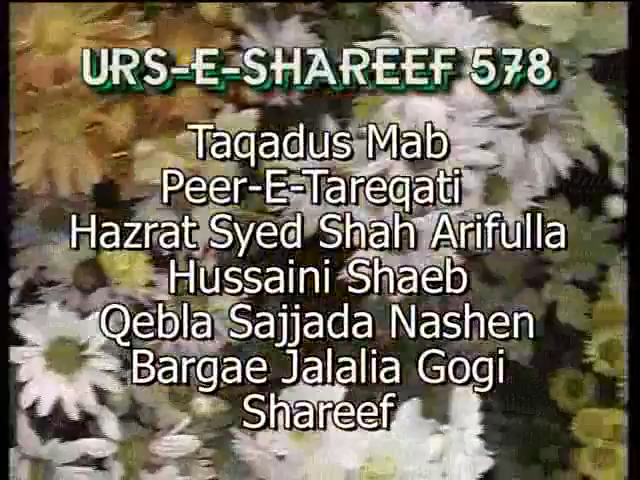 URS-E-SHAREEF 578
Taqadus Mab
Peer-E-Tareqati
Hazrat Syed Shah Arifulla
Hussaini Shaeb
Qebla Sajjada Nashen
Bargae Jalalia Gogi
Shareef